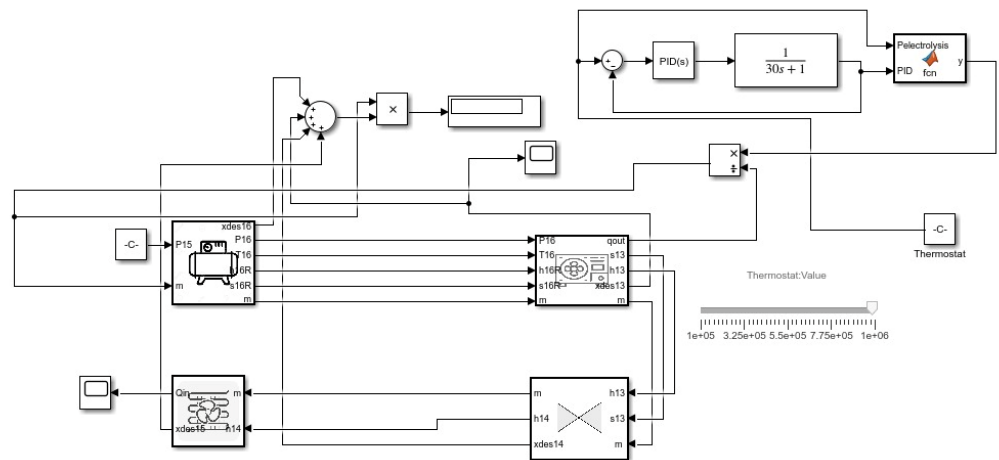 Pelectrolysis
PID
fcn
y
+
−
PID(s)
1
30s + 1
+
+
+
+
×
×
÷
-C-
Thermostat
-C-
P15
m
xdes16
P16
T16
h16R
s16R
m
P16
T16
h16R
s16R
m
qout
s13
h13
xdes13
m
Thermostat:Value
1e+05 3.25e+05 5.5e+05 7.75e+05 1e+06
Qin
xdes15
m
h14
m
h14
xdes14
h13
s13
m